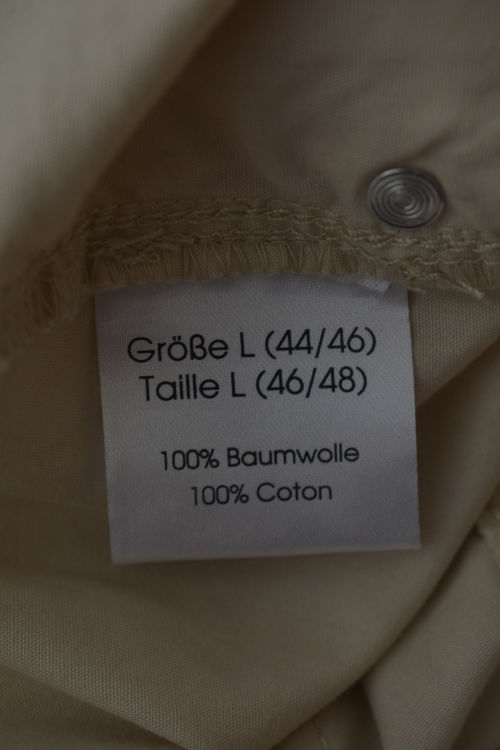 Größe L (44/46)
Taille L (46/48)
100% Baumwolle
100% Coton